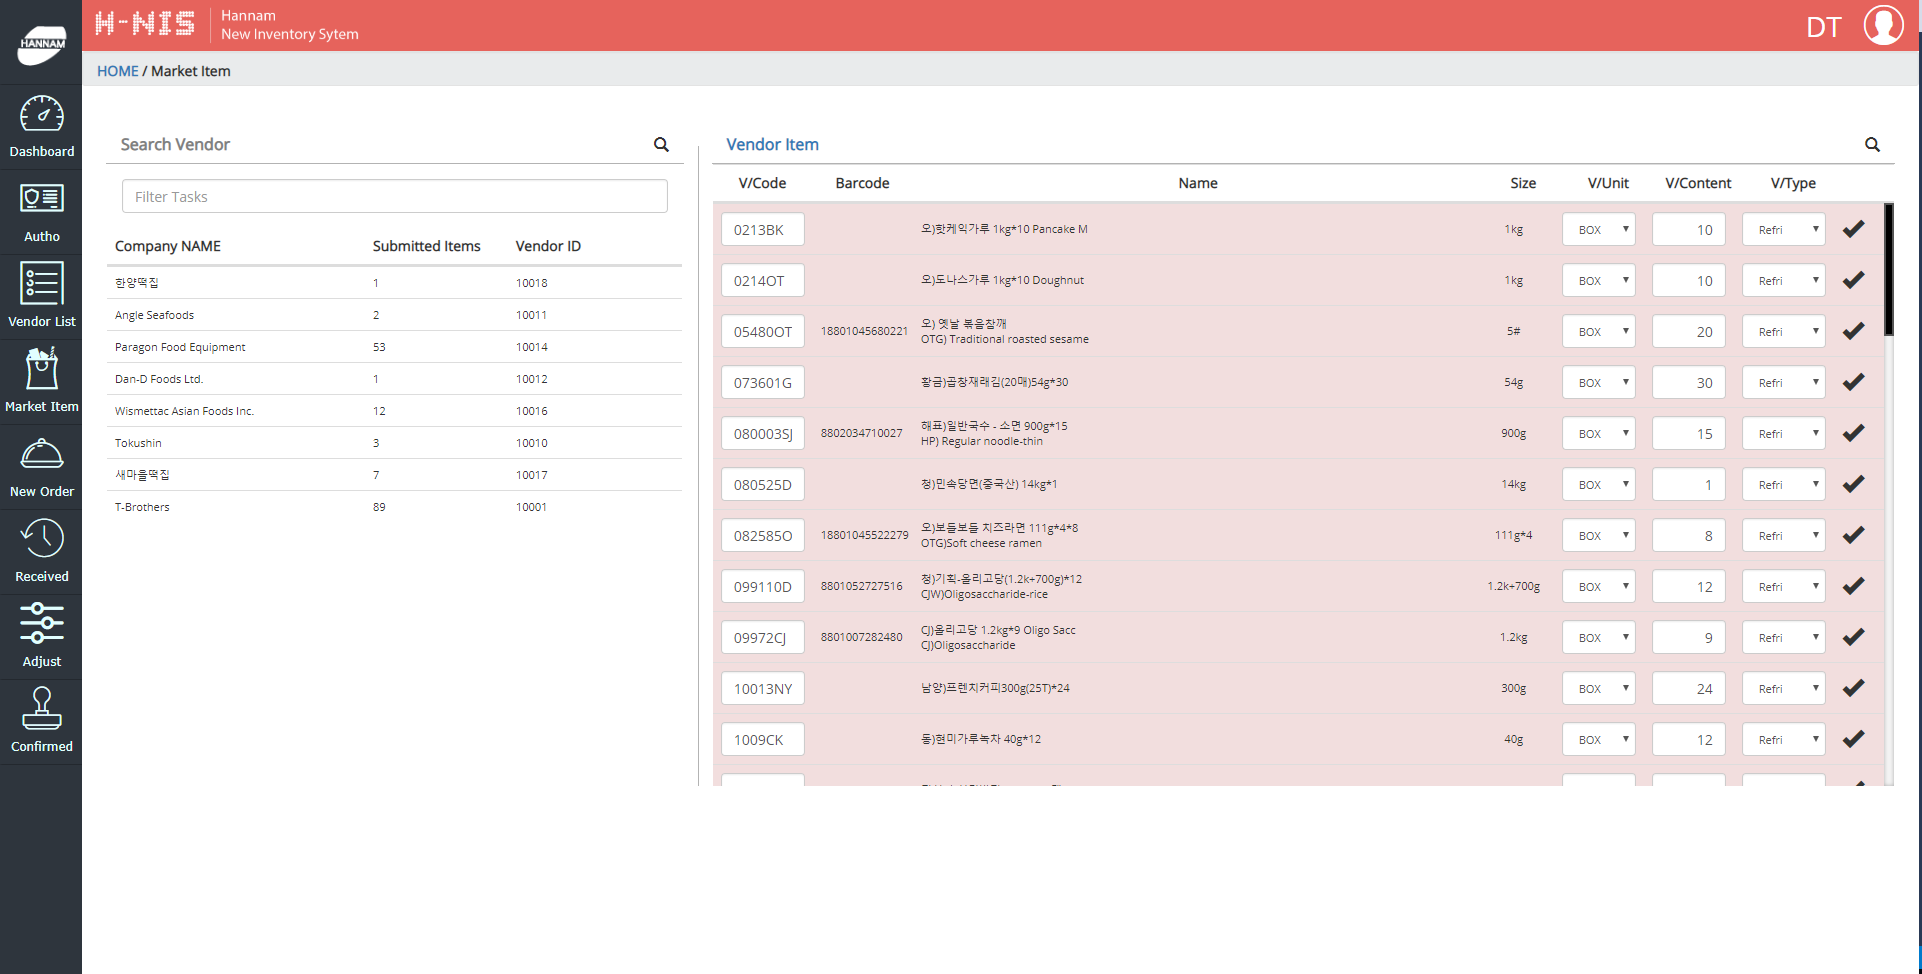 HANNAM
H-NIS
Hannam
New Inventory Sytem
DT
HOME / Market Item
Dashboard
Autho
Vendor List
Market Item
New Order
Received
Adjust
Confirmed
Search Vendor
Filter Tasks
Company NAME Submitted Items Vendor ID
한양떡집 1 10018
Angle Seafoods 2 10011
Paragon Food Equipment 53 10014
Dan-D Foods Ltd. 1 10012
Wismettac Asian Foods Inc. 12 10016
Tokushin 3 10010
새마을떡집 7 10017
T-Brothers 89 10001
Vendor Item
V/Code Barcode Name Size V/Unit V/Content V/Type
0213BK 오)핫케익가루 1kg*10 Pancake M 1kg BOX 10 Refri
0214OT 오)도나스가루 1kg*10 Doughnut 1kg BOX 10 Refri
05480OT 18801045680221 오) 옛날 볶음참깨 5# BOX 20 Refri
OTG) Traditional roasted sesame
073601G 황금)곱창재래김(20매)54g*30 54g BOX 30 Refri
080003SJ 8802034710027 해표)일반국수 - 소면 900g*15 900g BOX 15 Refri
HP) Regular noodle-thin
080525D 청)민속당면(중국산) 14kg*1 14kg BOX 1 Refri
082585O 18801045522279 오)보들보들 치즈라면 111g*4*8 111g*4 BOX 8 Refri
OTG)Soft cheese ramen
099110D 8801052727516 청)기획-올리고당(1.2k+700g)*12 1.2k+700g BOX 12 Refri
CJW)Oligosaccharide-rice
09972CJ 8801007282480 CJ)올리고당 1.2kg*9 Oligo Sacc 1.2kg BOX 9 Refri
CJ)Oligosaccharide
10013NY 남양)프렌치커피300g(25T)*24 300g BOX 24 Refri
1009CK 동)현미가루녹차 40g*12 40g BOX 12 Refri